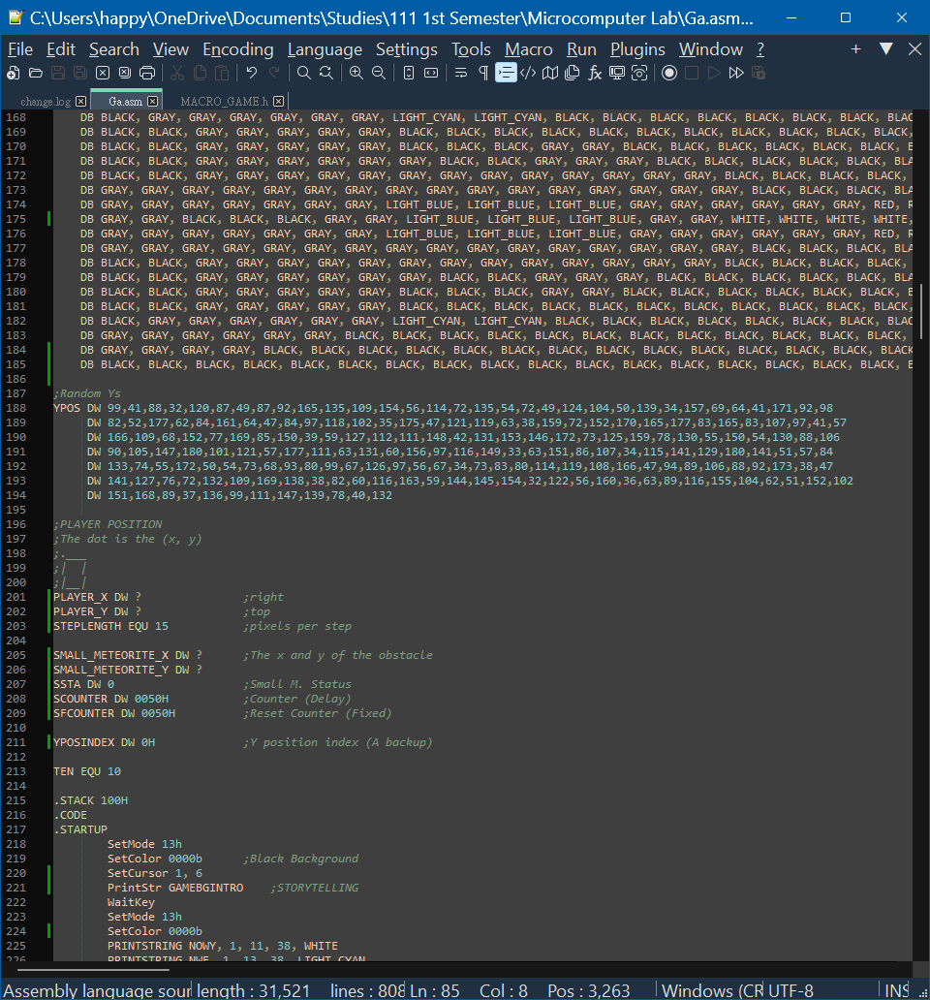 C:\Users\happy\OneDrive\Documents\Studies\111 1st Semester\Microcomputer Lab\Ga.asm...
File Edit Search View Encoding Language Settings Tools Macro Run Plugins Window ?
change.log Ga.asm MACRO_GAME.h
168 DB BLACK, GRAY, GRAY, GRAY, GRAY, GRAY, GRAY, LIGHT_CYAN, LIGHT_CYAN, BLACK, BLACK, BLACK, BLACK, BLACK, BLACK, BLACK, BLAC
169 DB BLACK, BLACK, GRAY, GRAY, GRAY, GRAY, GRAY, BLACK, BLACK, BLACK, BLACK, BLACK, BLACK, BLACK, BLACK, BLACK, BLACK, B
170 DB BLACK, BLACK, GRAY, GRAY, GRAY, GRAY, GRAY, BLACK, BLACK, BLACK, GRAY, GRAY, BLACK, BLACK, BLACK, BLACK, BLACK, BLACK, B
171 DB BLACK, BLACK, GRAY, GRAY, GRAY, GRAY, GRAY, GRAY, BLACK, BLACK, GRAY, GRAY, GRAY, BLACK, BLACK, BLACK, BLACK, BLACK, BLA
172 DB BLACK, BLACK, GRAY, GRAY, GRAY, GRAY, GRAY, GRAY, GRAY, GRAY, GRAY, GRAY, GRAY, GRAY, BLACK, BLACK, BLACK, BLACK,
173 DB BLACK, GRAY, GRAY, GRAY, GRAY, GRAY, GRAY, GRAY, GRAY, GRAY, GRAY, GRAY, GRAY, GRAY, GRAY, BLACK, BLACK, BLACK, BLA
174 DB GRAY, GRAY, GRAY, GRAY, GRAY, GRAY, GRAY, LIGHT_BLUE, LIGHT_BLUE, LIGHT_BLUE, GRAY, GRAY, GRAY, GRAY, GRAY, GRAY, RED, R
175 DB GRAY, GRAY, BLACK, BLACK, BLACK, GRAY, GRAY, LIGHT_BLUE, LIGHT_BLUE, LIGHT_BLUE, GRAY, GRAY, WHITE, WHITE, WHITE, WHITE,
176 DB GRAY, GRAY, GRAY, GRAY, GRAY, GRAY, GRAY, LIGHT_BLUE, LIGHT_BLUE, LIGHT_BLUE, GRAY, GRAY, GRAY, GRAY, GRAY, GRAY, RED, R
177 DB BLACK, GRAY, GRAY, GRAY, GRAY, GRAY, GRAY, GRAY, GRAY, GRAY, GRAY, GRAY, GRAY, GRAY, GRAY, BLACK, BLACK, BLACK, BLA
178 DB BLACK, BLACK, GRAY, GRAY, GRAY, GRAY, GRAY, GRAY, GRAY, GRAY, GRAY, GRAY, GRAY, GRAY, BLACK, BLACK, BLACK, BLACK,
179 DB BLACK, BLACK, GRAY, GRAY, GRAY, GRAY, GRAY, GRAY, BLACK, BLACK, GRAY, GRAY, GRAY, BLACK, BLACK, BLACK, BLACK, BLACK, BLA
180 DB BLACK, BLACK, GRAY, GRAY, GRAY, GRAY, GRAY, BLACK, BLACK, BLACK, GRAY, GRAY, BLACK, BLACK, BLACK, BLACK, BLACK, BLACK, B
181 DB BLACK, BLACK, GRAY, GRAY, GRAY, GRAY, GRAY, BLACK, BLACK, BLACK, BLACK, BLACK, BLACK, BLACK, BLACK, BLACK, BLACK, B
182 DB BLACK, GRAY, GRAY, GRAY, GRAY, GRAY, GRAY, LIGHT_CYAN, LIGHT_CYAN, BLACK, BLACK, BLACK, BLACK, BLACK, BLACK, BLACK, BLAC
183 DB GRAY, GRAY, GRAY, GRAY, GRAY, GRAY, BLACK, BLACK, BLACK, BLACK, BLACK, BLACK, BLACK, BLACK, BLACK, BLACK, BLACK, BLACK,
184 DB GRAY, GRAY, GRAY, GRAY, BLACK, BLACK, BLACK, BLACK, BLACK, BLACK, BLACK, BLACK, BLACK, BLACK, BLACK, BLACK, BLACK, BLACK
185 DB BLACK, BLACK, BLACK, BLACK, BLACK, BLACK, BLACK, BLACK, BLACK, BLACK, BLACK, BLACK, BLACK, BLACK, BLACK, BLACK, BLACK, B
186
187 ;Random Ys
188 YPOS DW 99,41,88,32,120,87,49,87,92,165,135,109,154,56,114,72,135,54,72,49,124,104,50,139,34,157,69,64,41,171,92,98
189 DW 82,52,177,62,84,161,64,47,84,97,118,102,35,175,47,121,119,63,38,159,72,152,170,165,177,83,165,83,107,97,41,57
190 DW 166,109,68,152,77,169,85,150,39,59,127,112,111,148,42,131,153,146,172,73,125,159,78,130,55,150,54,130,88,106
191 DW 90,105,147,180,101,121,57,177,111,63,131,60,156,97,116,149,33,63,151,86,107,34,115,141,129,180,141,51,57,84
192 DW 133,74,55,172,50,54,73,68,93,80,99,67,126,97,56,67,34,73,83,80,114,119,108,166,47,94,89,106,88,92,173,38,47
193 DW 141,127,76,72,132,109,169,138,38,82,60,116,163,59,144,145,154,32,122,56,160,36,63,89,116,155,104,62,51,152,102
194 DW 151,168,89,37,136,99,111,147,139,78,40,132
195
196 ;PLAYER POSITION
197 ;The dot is the (x, y)
198 ;.___
199 ;|  |
200 ;|__|
201 PLAYER_X DW ? ;right
202 PLAYER_Y DW ? ;top
203 STEPLENGTH EQU 15 ;pixels per step
204
205 SMALL_METEORITE_X DW ? ;The x and y of the obstacle
206 SMALL_METEORITE_Y DW ?
207 SSTA DW 0 ;Small M. Status
208 SCOUNTER DW 0050H ;Counter (Delay)
209 SFCOUNTER DW 0050H ;Reset Counter (Fixed)
210
211 YPOSINDEX DW 0H ;Y position index (A backup)
212
213 TEN EQU 10
214
215 .STACK 100H
216 .CODE
217 .STARTUP
218 SetMode 13h
219 SetColor 0000b ;Black Background
220 SetCursor 1, 6
221 PrintStr GAMEBGINTRO ;STORYTELLING
222 WaitKey
223 SetMode 13h
224 SetColor 0000b
225 PRINTSTRING NOWY, 1, 11, 38, WHITE
226 PRINTSTRING NWE, 1, 13, 38, LIGHT_CYAN
Assembly language sour length : 31,521 lines : 808 Ln : 85 Col : 8 Pos : 3,263 Windows (CR UTF-8 INS